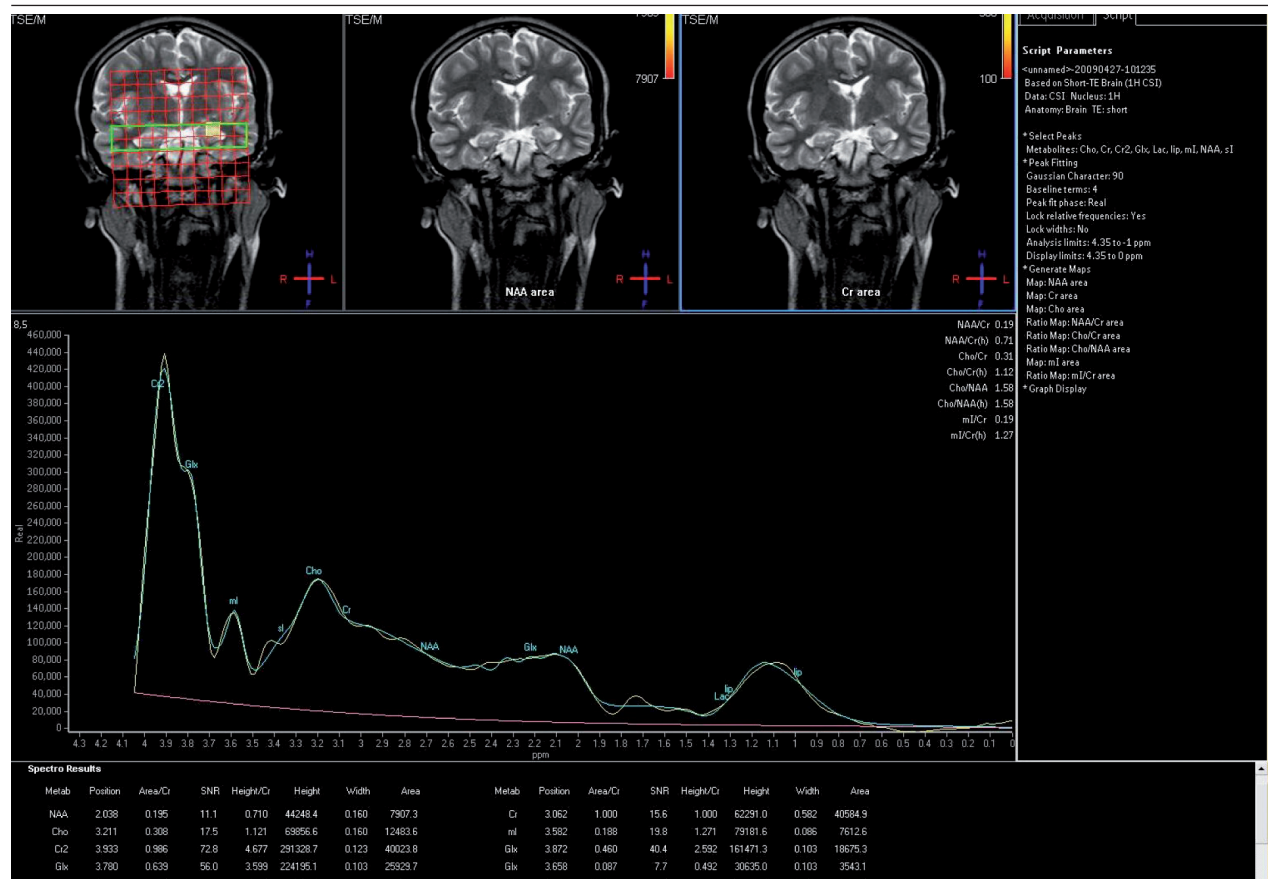 TSE/M
TSE/M
7907
TSE/M
100
Acquisition Script
H
R L
F
H
R L
F
NAA area
H
R L
F
Cr area
Script Parameters
<unnamed>-20090427-101235
Based on Short-TE Brain (1H CSI)
Data: CSI Nucleus: 1H
Anatomy: Brain TE: short
*Select Peaks
Metabolites: Cho, Cr, Cr2, Glx, Lac, lip, mI, NAA, sI
*Peak Fitting
Gaussian Character: 90
Baseline terms: 4
Peak fit phase: Real
Lock relative frequencies: Yes
Lock widths: No
Analysis limits: 4.35 to -1 ppm
Display limits: 4.35 to 0 ppm
*Generate Maps
Map: NAA area
Map: Cr area
Map: Cho area
Ratio Map: NAA/Cr area
Ratio Map: Cho/Cr area
Ratio Map: Cho/NAA area
Map: mI area
Ratio Map: mI/Cr area
*Graph Display
8,5
NAA/Cr 0.19
NAA/Cr(h) 0.71
Cho/Cr 0.31
Cho/Cr(h) 1.12
Cho/NAA 1.58
Cho/NAA(h) 1.58
mI/Cr 0.19
mI/Cr(h) 1.27
460,000
440,000
420,000
400,000
380,000
360,000
340,000
320,000
300,000
280,000
260,000
240,000
220,000
200,000
180,000
160,000
140,000
120,000
100,000
80,000
60,000
40,000
20,000
0
Real
Cr2
Glx
mI
sI
Cho
Cr
NAA
Glx
NAA
Lac
lip
lip
4.3 4.2 4.1 4 3.9 3.8 3.7 3.6 3.5 3.4 3.3 3.2 3.1 3 2.9 2.8 2.7 2.6 2.5 2.4 2.3 2.2 2.1 2 1.9 1.8 1.7 1.6 1.5 1.4 1.3 1.2 1.1 1 0.9 0.8 0.7 0.6 0.5 0.4 0.3 0.2 0.1 0
ppm
Spectro Results
Metab Position Area/Cr SNR Height/Cr Height Width Area Metab Position Area/Cr SNR Height/Cr Height Width Area
NAA 2.038 0.195 11.1 0.710 44248.4 0.160 7907.3 Cr 3.062 1.000 15.6 1.000 62291.0 0.582 40584.9
Cho 3.211 0.308 17.5 1.121 69856.6 0.160 12483.6 mI 3.582 0.188 19.8 1.271 79181.6 0.086 7612.6
Cr2 3.933 0.986 72.8 4.677 291328.7 0.123 40023.8 Glx 3.872 0.460 40.4 2.592 161471.3 0.103 18675.3
Glx 3.780 0.639 56.0 3.599 224195.1 0.103 25929.7 Glx 3.658 0.087 7.7 0.492 30635.0 0.103 3543.1